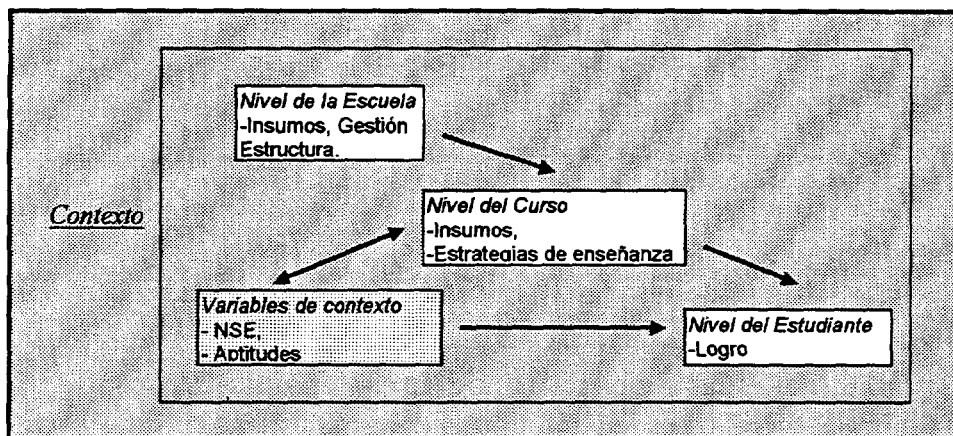 Nivel de la Escuela
-Insumos, Gestión
Estructura.
Contexto
Nivel del Curso
-Insumos,
-Estrategias de enseñanza
Variables de contexto
- NSE,
- Aptitudes
Nivel del Estudiante
-Logro